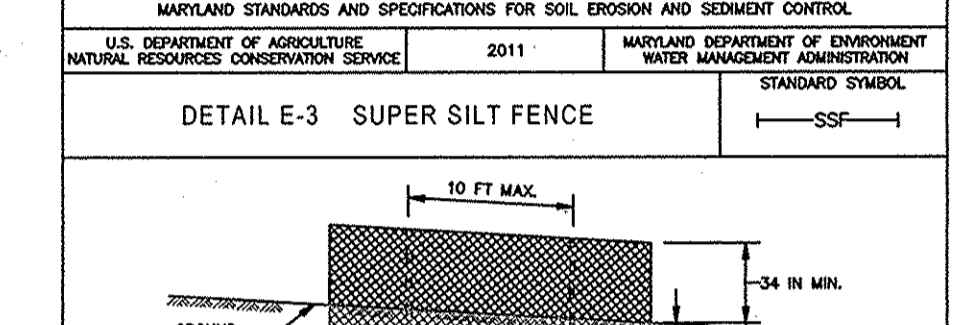 MARYLAND STANDARDS AND SPECIFICATIONS FOR SOIL EROSION AND SEDIMENT CONTROL
U.S. DEPARTMENT OF AGRICULTURE
NATURAL RESOURCES CONSERVATION SERVICE
2011
MARYLAND DEPARTMENT OF ENVIRONMENT
WATER MANAGEMENT ADMINISTRATION
DETAIL E-3 SUPER SILT FENCE
STANDARD SYMBOL
SSF
10 FT MAX.
34 IN MIN.